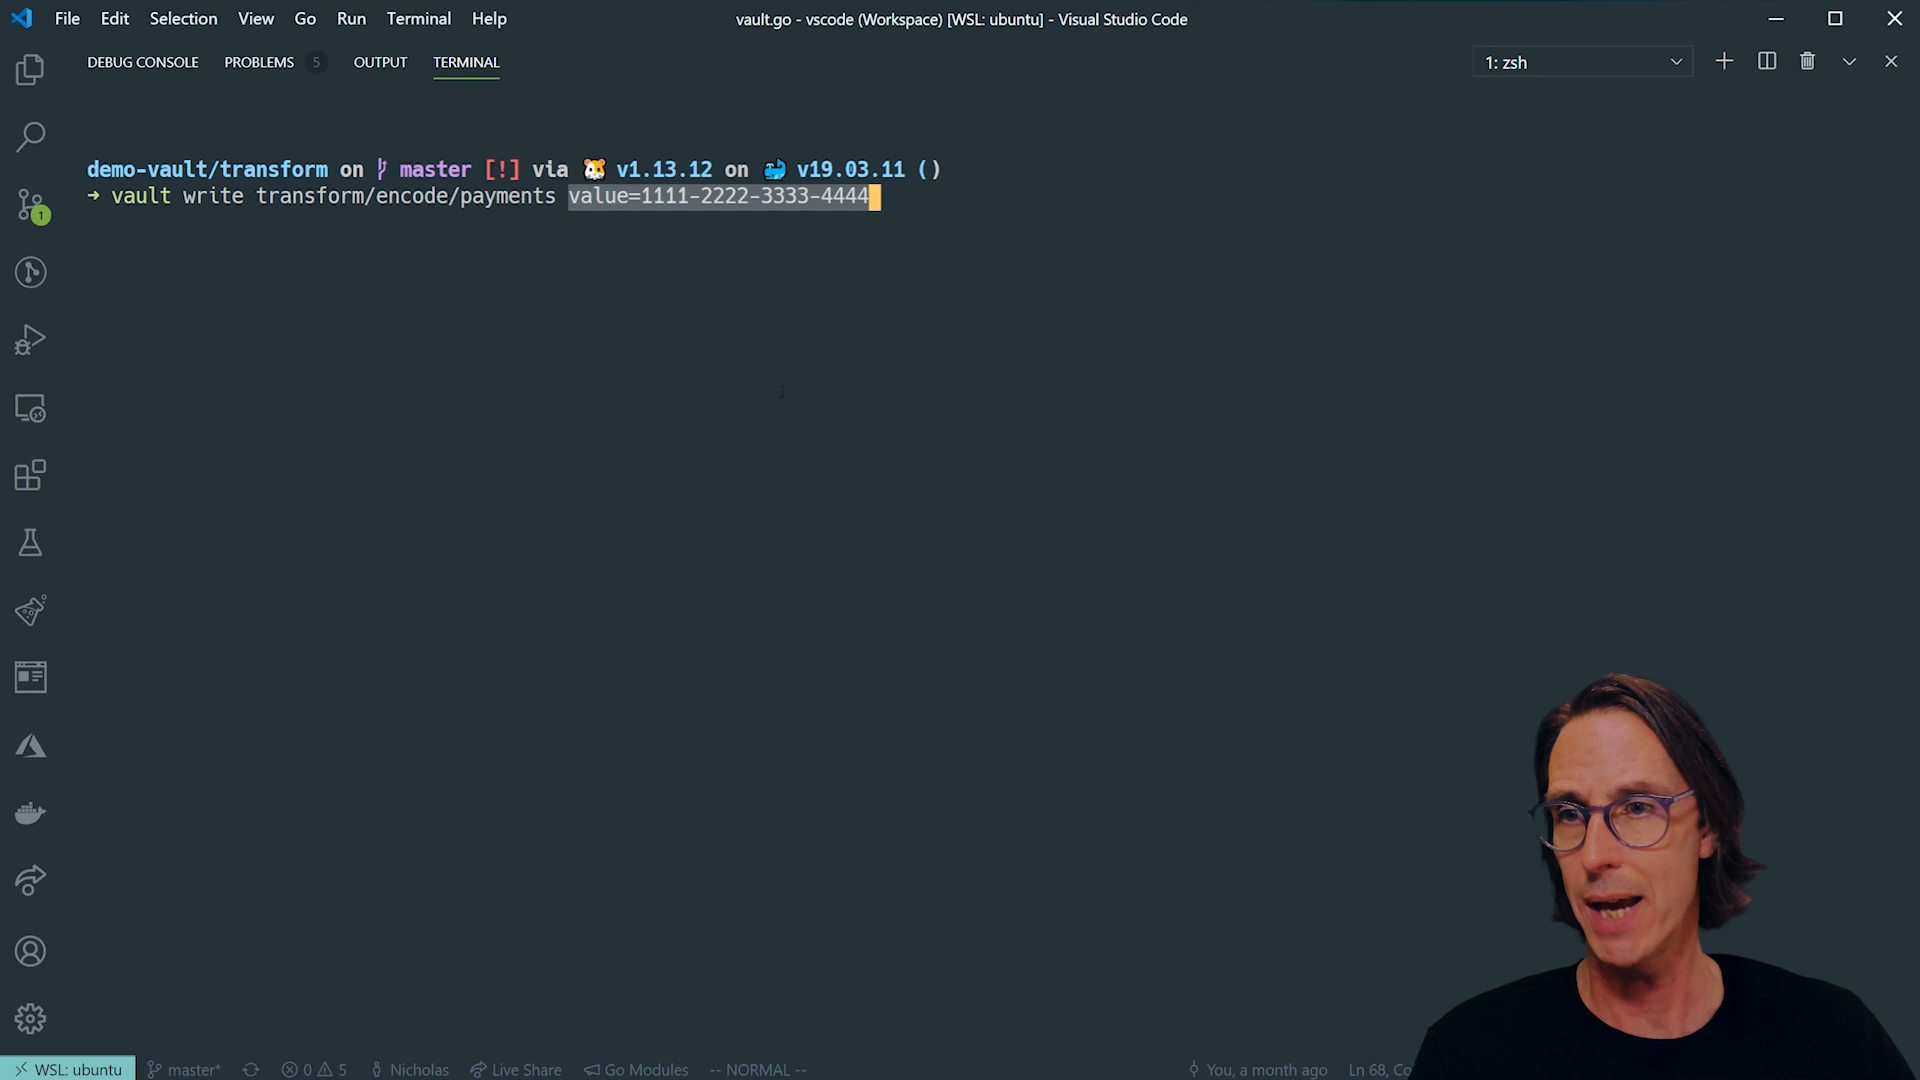 File Edit Selection View Go Run Terminal Help
vault.go - vscode (Workspace) [WSL: ubuntu] - Visual Studio Code
DEBUG CONSOLE PROBLEMS 5 OUTPUT TERMINAL
1: zsh
demo-vault/transform on master [!] via v1.13.12 on v19.03.11 ()
➜ vault write transform/encode/payments value=1111-2222-3333-4444
1
WSL: ubuntu master* 0 5 Nicholas Live Share Go Modules -- NORMAL -- You, a month ago Ln 68, Co